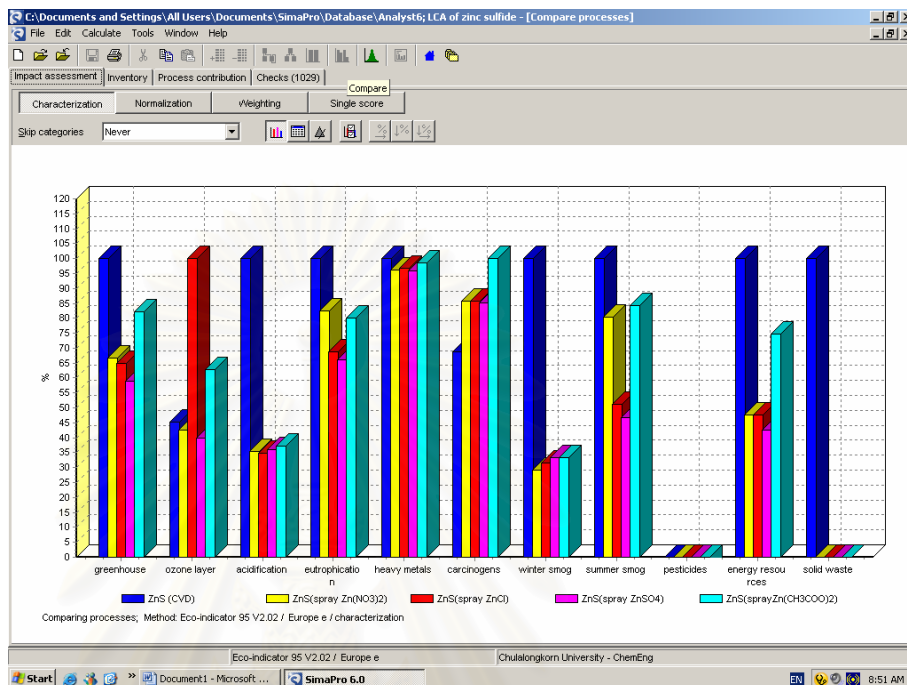 C:\Documents and Settings\All Users\Documents\SimaPro\Database\Analyst6; LCA of zinc sulfide - [Compare processes]
File Edit Calculate Tools Window Help
Impact assessment Inventory Process contribution Checks (1029)
Compare
Characterization Normalization Weighting Single score
Skip categories Never
120
115
110
105
100
95
90
85
80
75
70
65
60
55
50
45
40
35
30
25
20
15
10
5
0
%
greenhouse ozone layer acidification eutrophicatio heavy metals carcinogens winter smog summer smog pesticides energy resou solid waste
n rces
ZnS (CVD) ZnS(spray Zn(NO3)2) ZnS(spray ZnCl) ZnS(spray ZnSO4) ZnS(sprayZn(CH3COO)2)
Comparing processes; Method: Eco-indicator 95 V2.02 / Europe e / characterization
Eco-indicator 95 V2.02 / Europe e Chulalongkorn University - ChemEng
Start » Document1 - Microsoft ... SimaPro 6.0 EN 8:51 AM